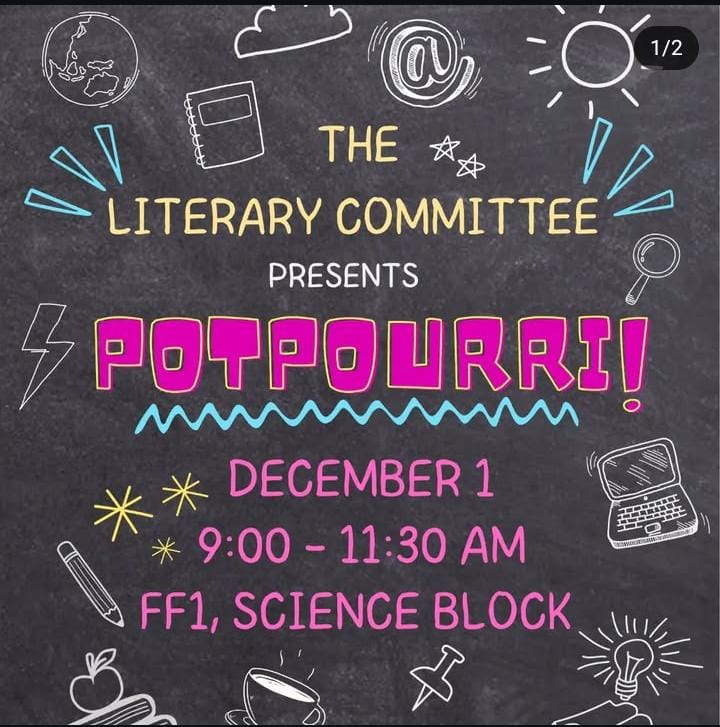 1/2
THE
LITERARY COMMITTEE
PRESENTS
POTPOURRI!
DECEMBER 1
9:00 - 11:30 AM
FF1, SCIENCE BLOCK